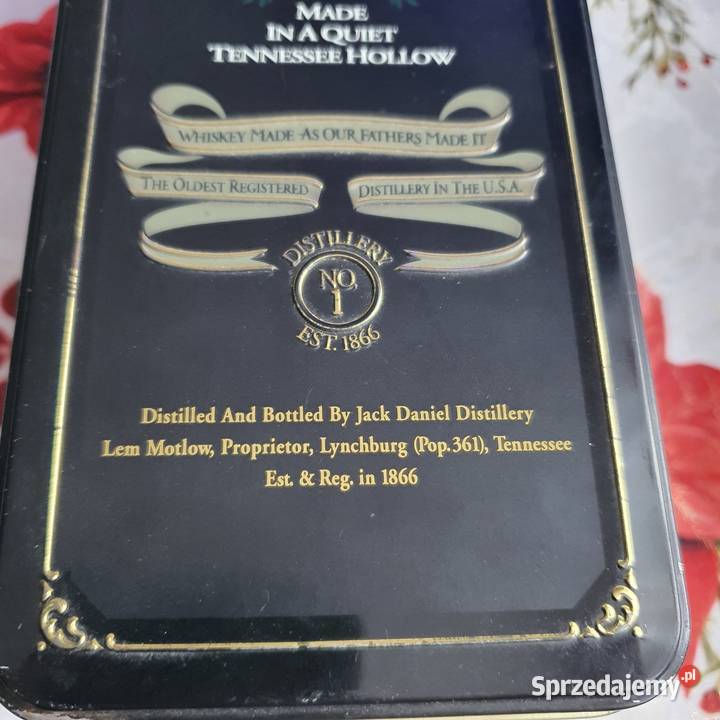 MADE
IN A QUIET
TENNESSEE HOLLOW
WHISKEY MADE AS OUR FATHERS MADE IT
THE OLDEST REGISTERED DISTILLERY IN THE U.S.A.
DISTILLERY
NO.
1
EST. 1866
Distilled And Bottled By Jack Daniel Distillery
Lem Motlow, Proprietor, Lynchburg (Pop.361), Tennessee
Est. & Reg. in 1866
Sprzedajemy.pl